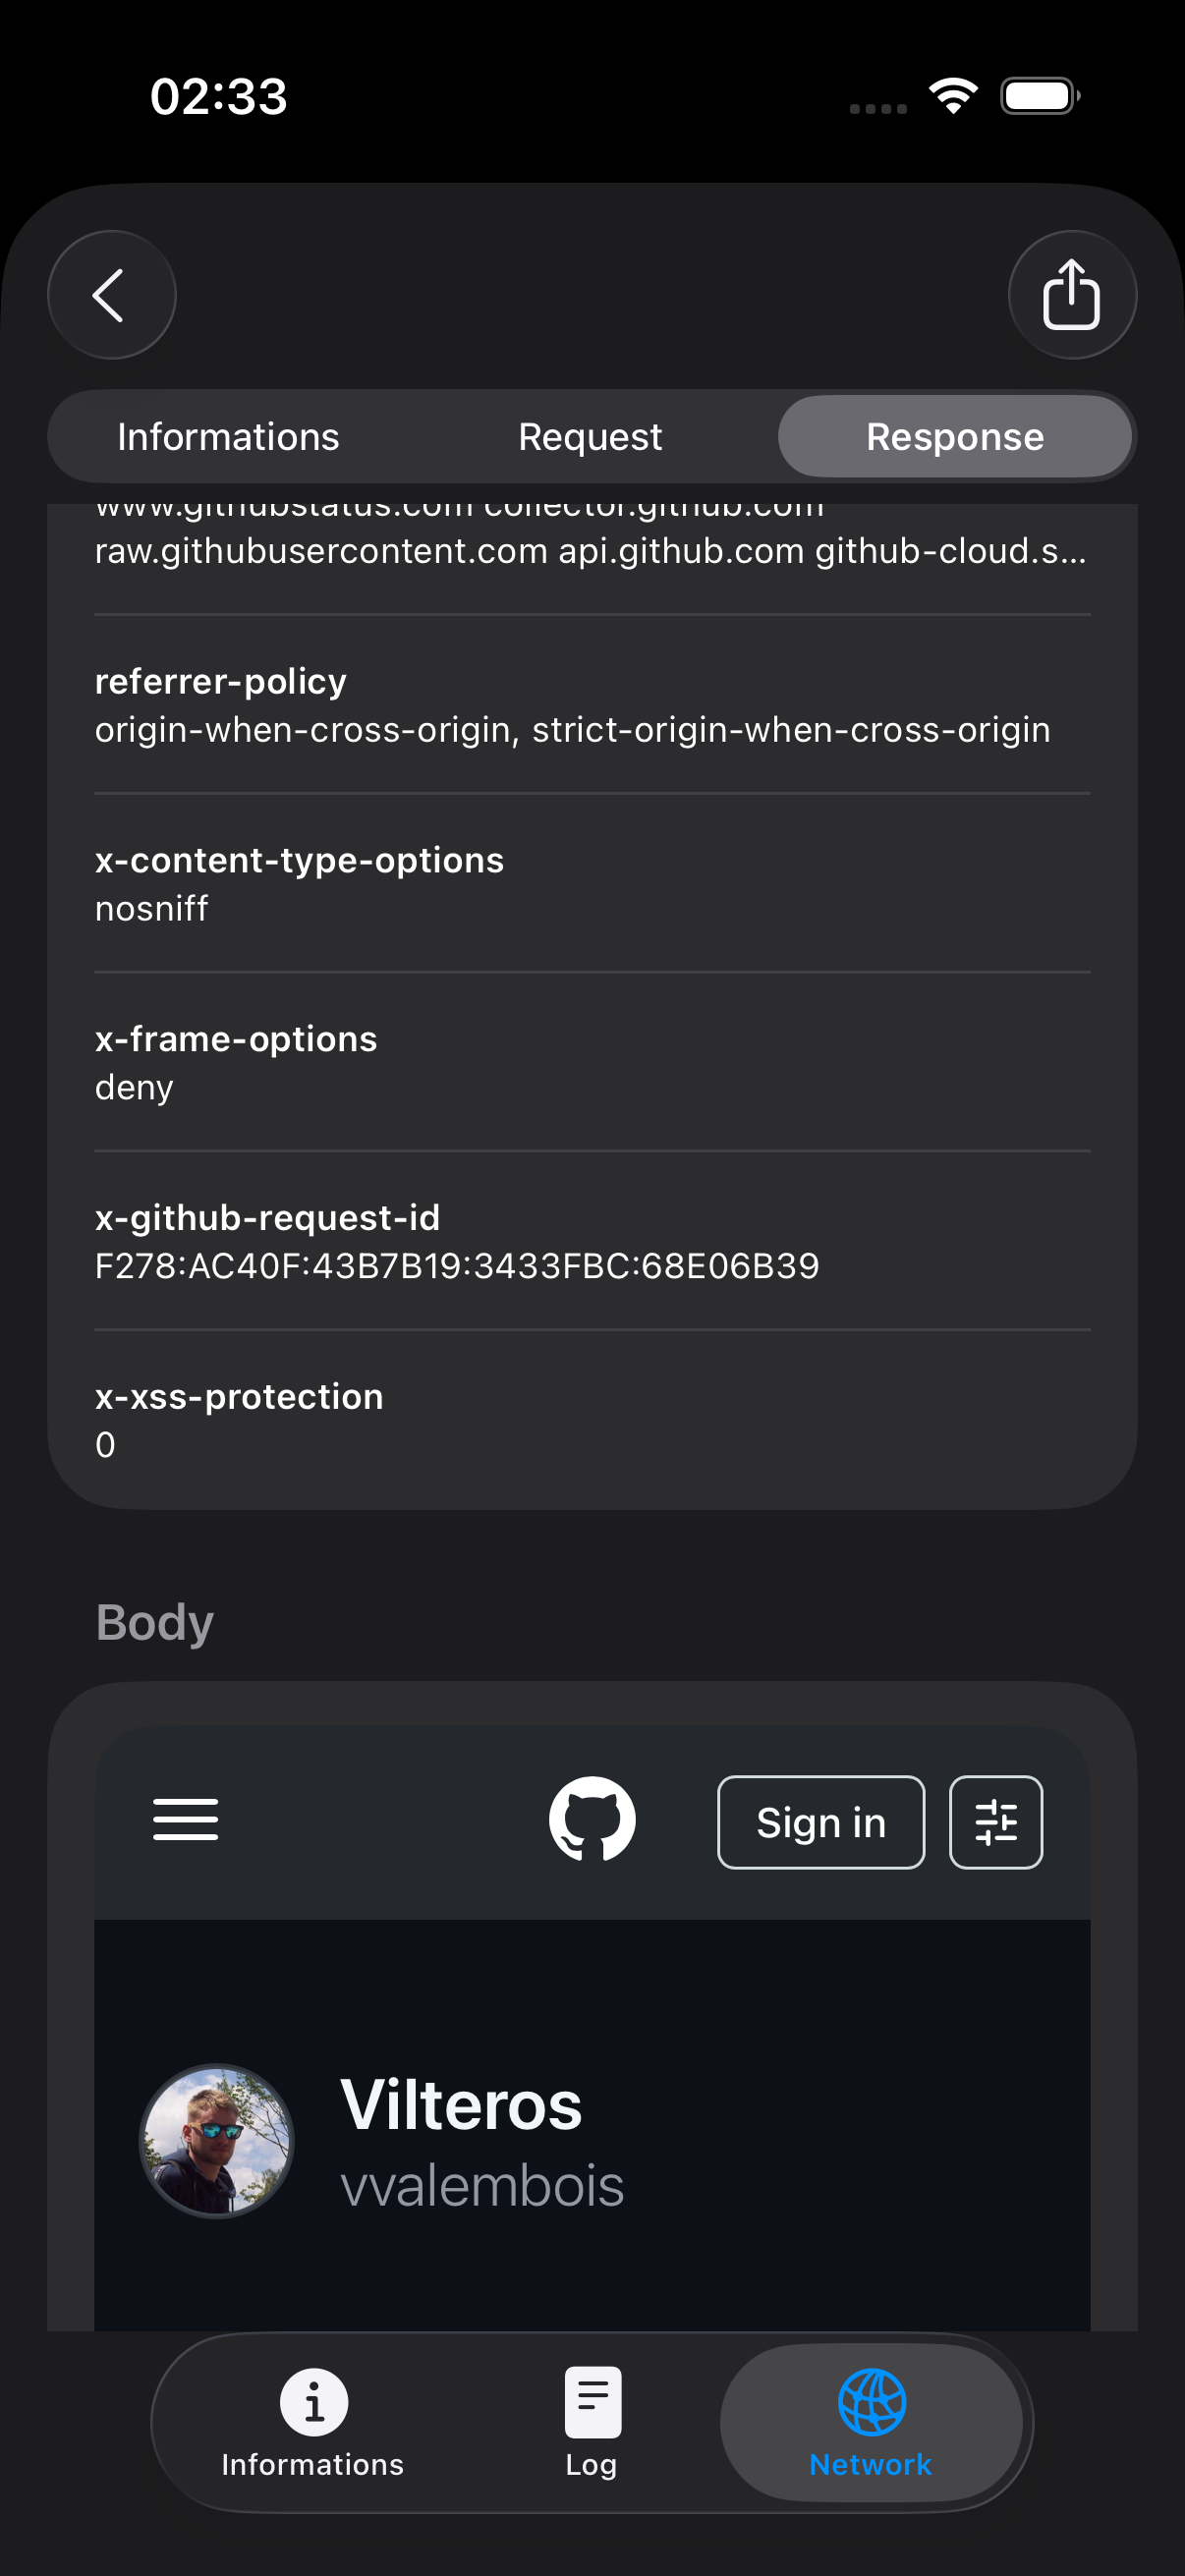 02:33
Informations Request Response
www.githubstatus.com collector.github.com
raw.githubusercontent.com api.github.com github-cloud.s...
referrer-policy
origin-when-cross-origin, strict-origin-when-cross-origin
x-content-type-options
nosniff
x-frame-options
deny
x-github-request-id
F278:AC40F:43B7B19:3433FBC:68E06B39
x-xss-protection
0
Body
Sign in
Vilteros
vvalembois
Informations Log Network